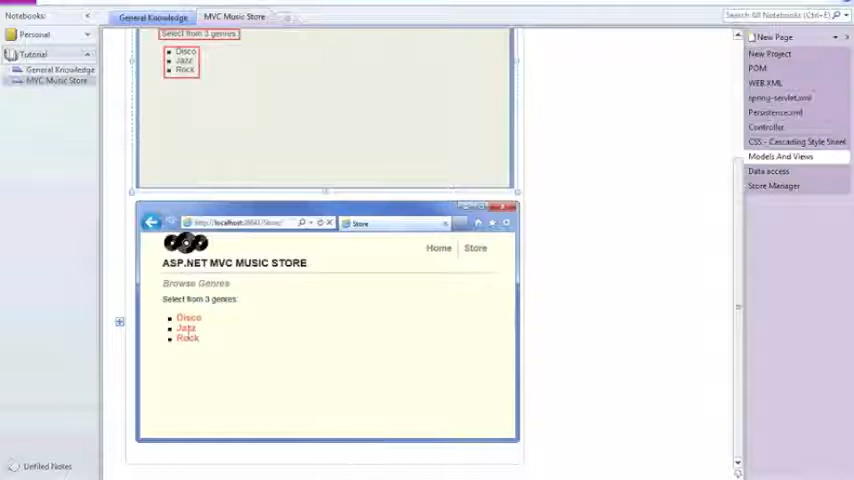 Notebooks:
General Knowledge
MVC Music Store
Search All Notebooks (Ctrl+E)
Personal
Tutorial
General Knowledge
MVC Music Store
Unfiled Notes
Select from 3 genres:
Disco
Jazz
Rock
Store
Home
Store
ASP.NET MVC MUSIC STORE
Browse Genres
Select from 3 genres:
Disco
Jazz
Rock
New Page
New Project
POM
WEB.XML
spring-servlet.xml
Persistence.xml
Controller
CSS - Cascading Style Sheet
Models And Views
Data access
Store Manager